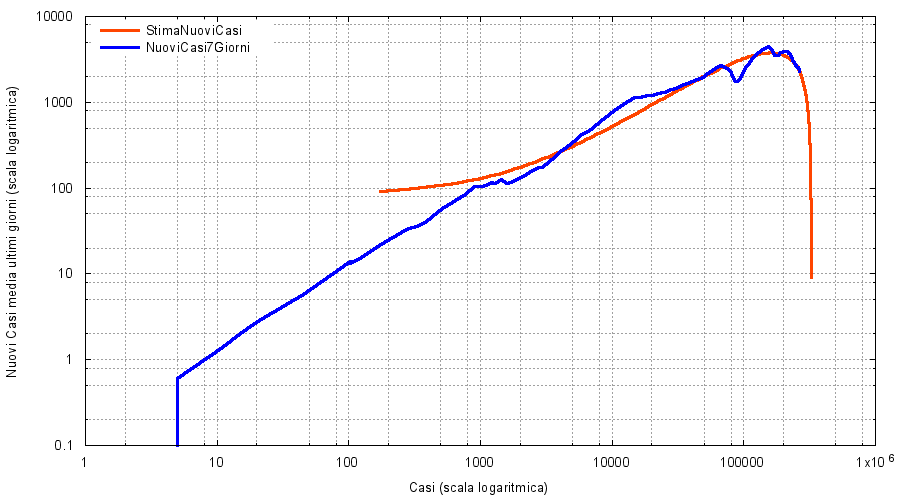 10000
StimaNuoviCasi
NuoviCasi7Giorni
1000
100
10
1
0.1
Nuovi Casi media ultimi giorni (scala logaritmica)
1 10 100 1000 10000 100000 1x10 6
Casi (scala logaritmica)